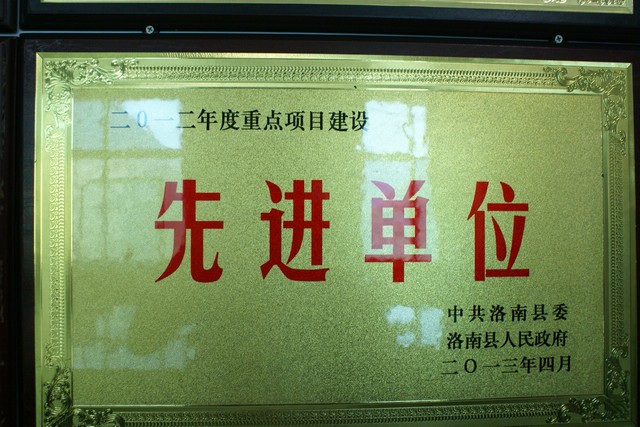 二〇一二年度重点项目建设
先进单位
中共洛南县委
洛南县人民政府
二〇一三年四月